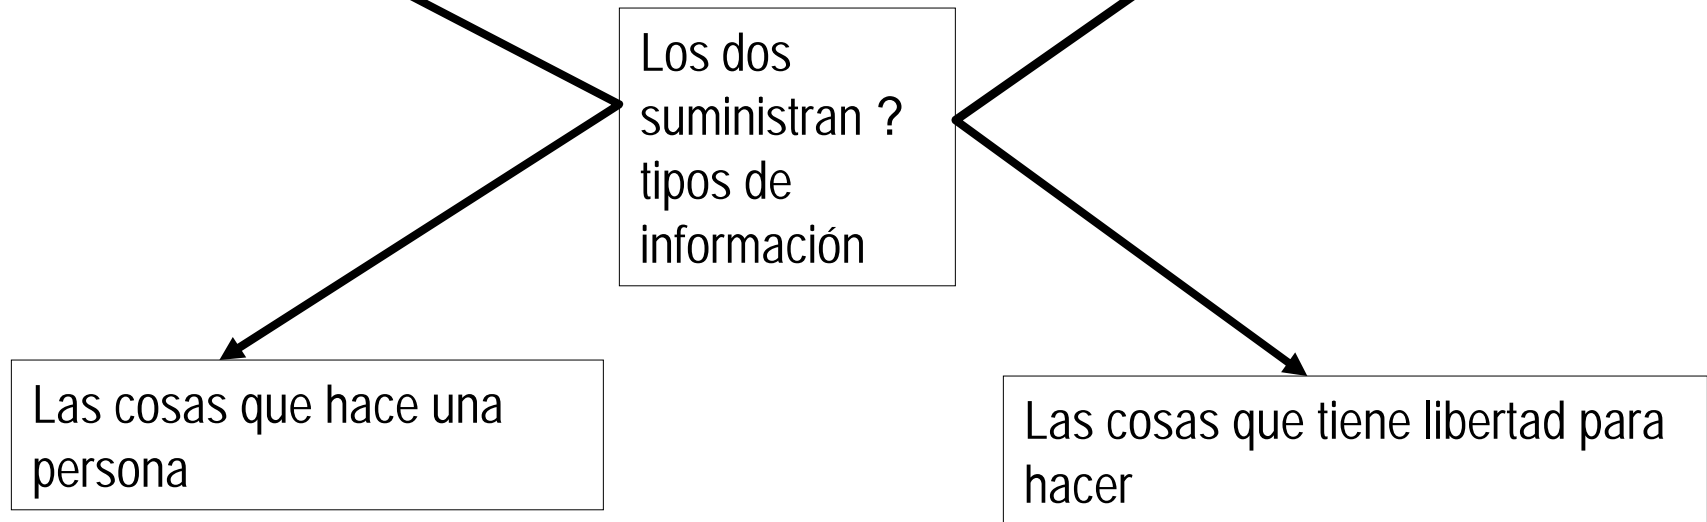 Los dos
suministran ?
tipos de
información
Las cosas que hace una
persona
Las cosas que tiene libertad para
hacer